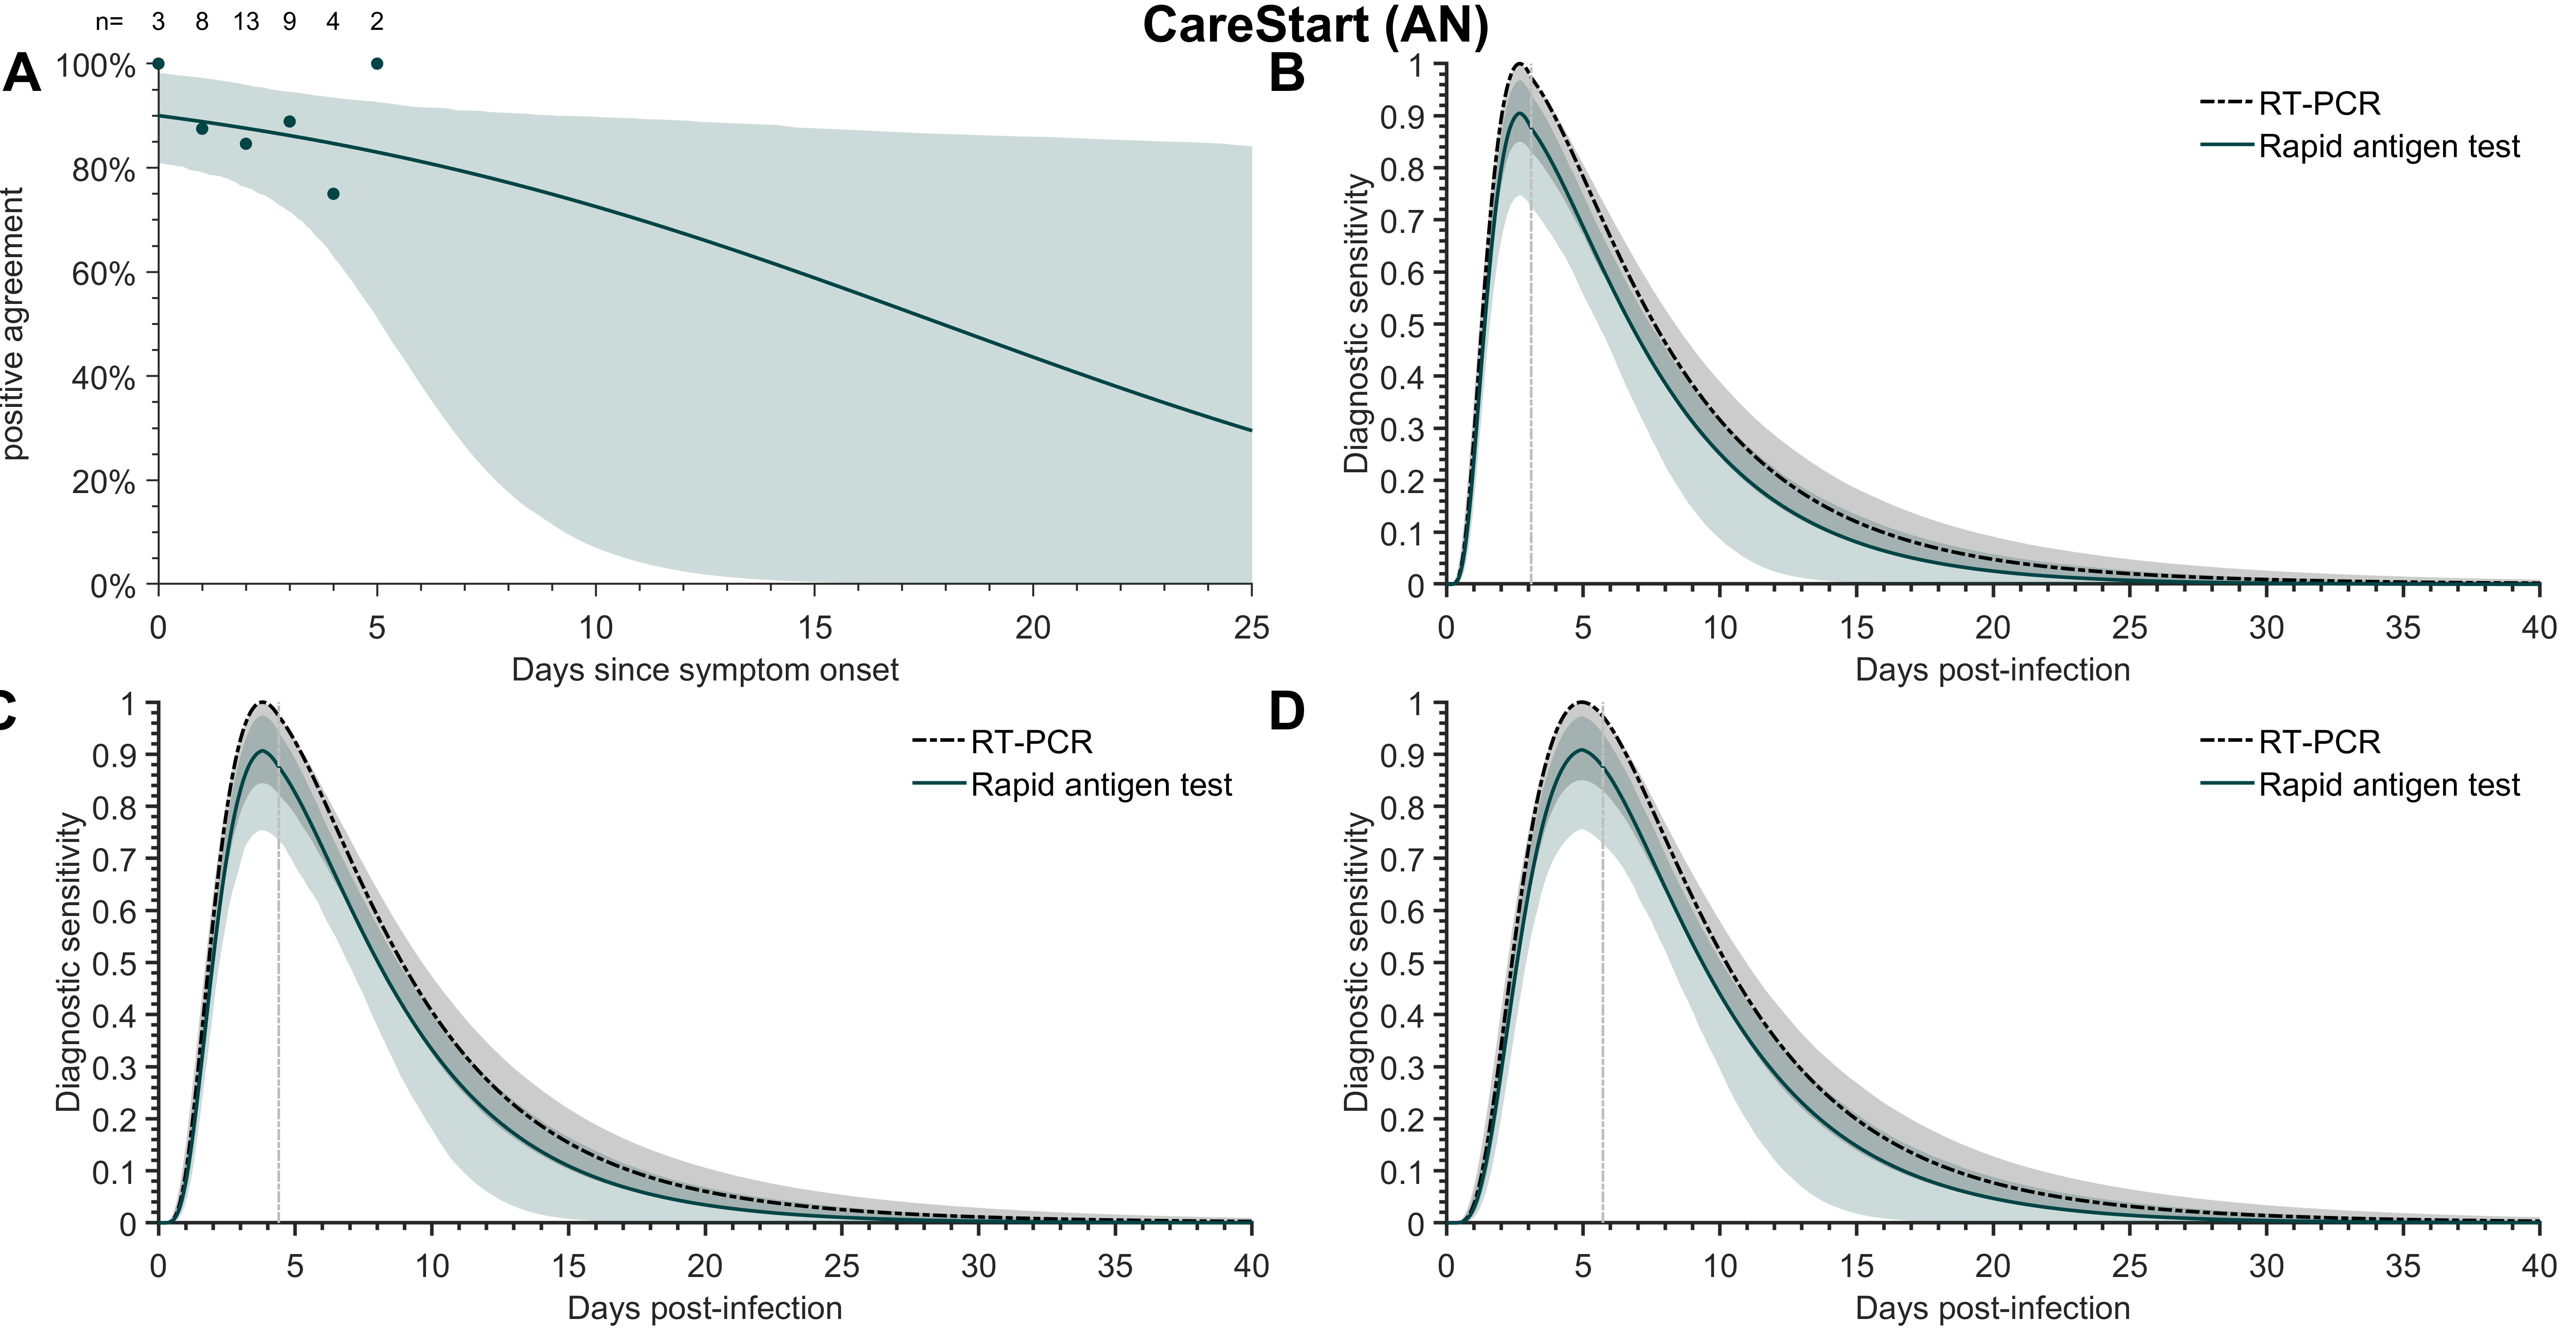 CareStart (AN)
n= 3 8 13 9 4 2
A
100%
80%
60%
40%
20%
0%
positive agreement
0 5 10 15 20 25
Days since symptom onset
B
1
0.9
0.8
0.7
0.6
0.5
0.4
0.3
0.2
0.1
0
Diagnostic sensitivity
RT-PCR
Rapid antigen test
0 5 10 15 20 25 30 35 40
Days post-infection
C
1
0.9
0.8
0.7
0.6
0.5
0.4
0.3
0.2
0.1
0
Diagnostic sensitivity
RT-PCR
Rapid antigen test
0 5 10 15 20 25 30 35 40
Days post-infection
D
1
0.9
0.8
0.7
0.6
0.5
0.4
0.3
0.2
0.1
0
Diagnostic sensitivity
RT-PCR
Rapid antigen test
0 5 10 15 20 25 30 35 40
Days post-infection